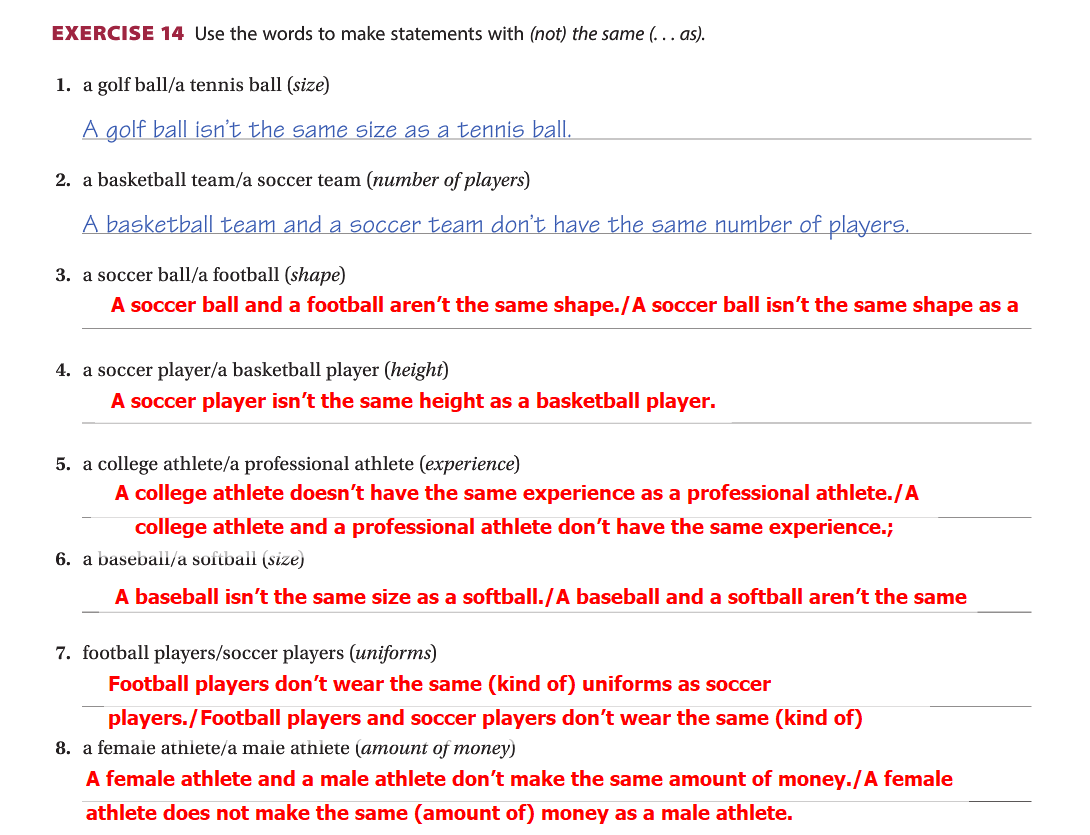 EXERCISE 14 Use the words to make statements with (not) the same (. . . as).
1. a golf ball/a tennis ball (size)
A golf ball isn't the same size as a tennis ball.
2. a basketball team/a soccer team (number of players)
A basketball team and a soccer team don't have the same number of players.
3. a soccer ball/a football (shape)
A soccer ball and a football aren't the same shape./A soccer ball isn't the same shape as a
4. a soccer player/a basketball player (height)
A soccer player isn't the same height as a basketball player.
5. a college athlete/a professional athlete (experience)
A college athlete doesn't have the same experience as a professional athlete./A
college athlete and a professional athlete don't have the same experience.;
6. a baseball/a softball (size)
A baseball isn't the same size as a softball./A baseball and a softball aren't the same
7. football players/soccer players (uniforms)
Football players don't wear the same (kind of) uniforms as soccer
players./Football players and soccer players don't wear the same (kind of)
8. a female athlete/a male athlete (amount of money)
A female athlete and a male athlete don't make the same amount of money./A female
athlete does not make the same (amount of) money as a male athlete.